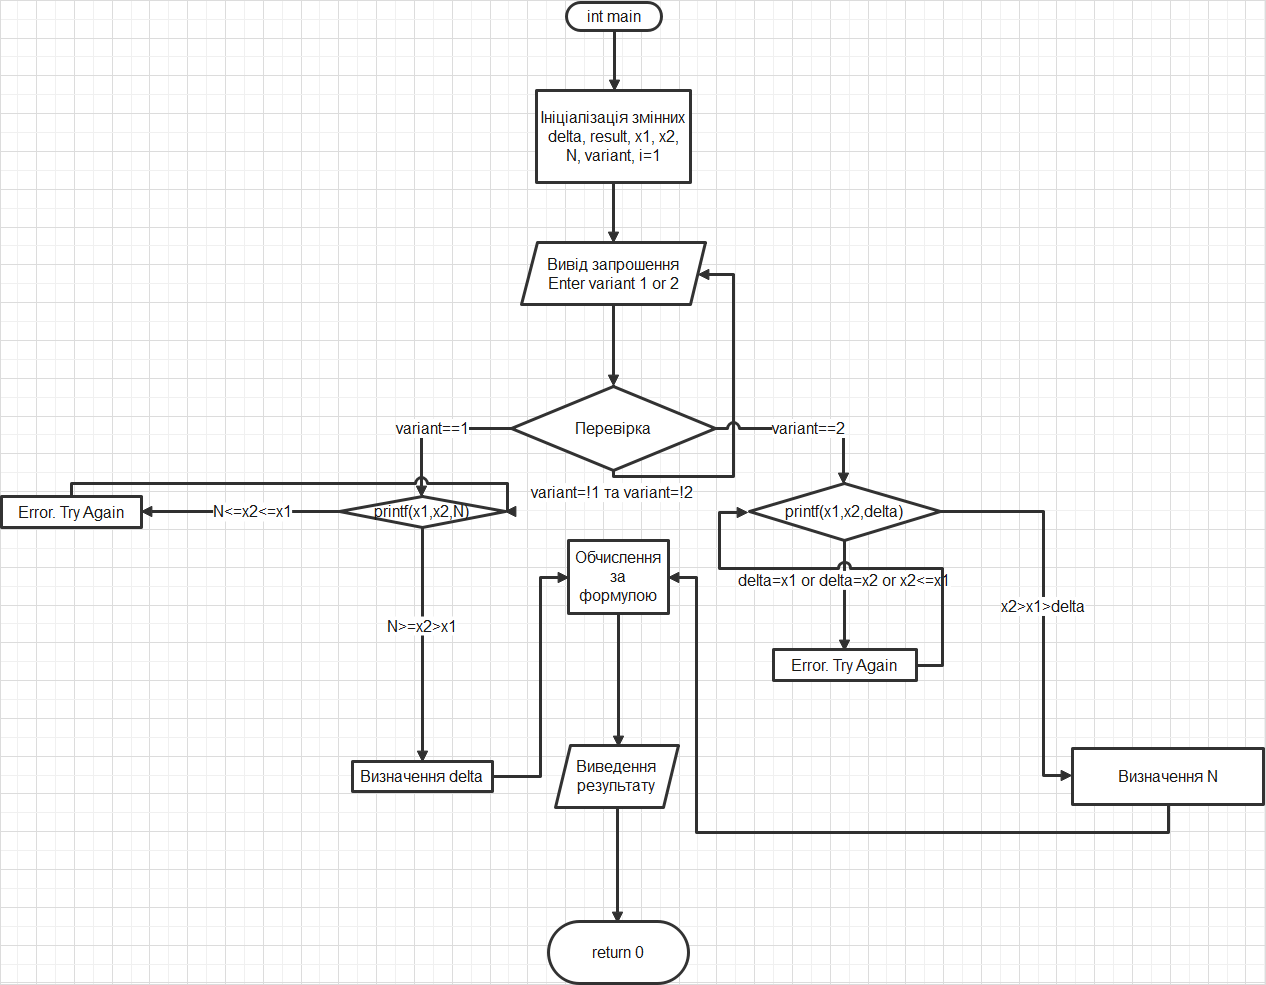 int main
Ініціалізація змінних
delta, result, x1, x2,
N, variant, i=1
Вивід запрошення
Enter variant 1 or 2
Перевірка
variant==1
variant==2
variant=!1 та variant=!2
Error. Try Again
N<=x2<=x1
printf(x1,x2,N)
printf(x1,x2,delta)
Обчислення
за
формулою
delta=x1 or delta=x2 or x2<=x1
x2>x1>delta
N>=x2>x1
Error. Try Again
Визначення delta
Виведення
результату
Визначення N
return 0